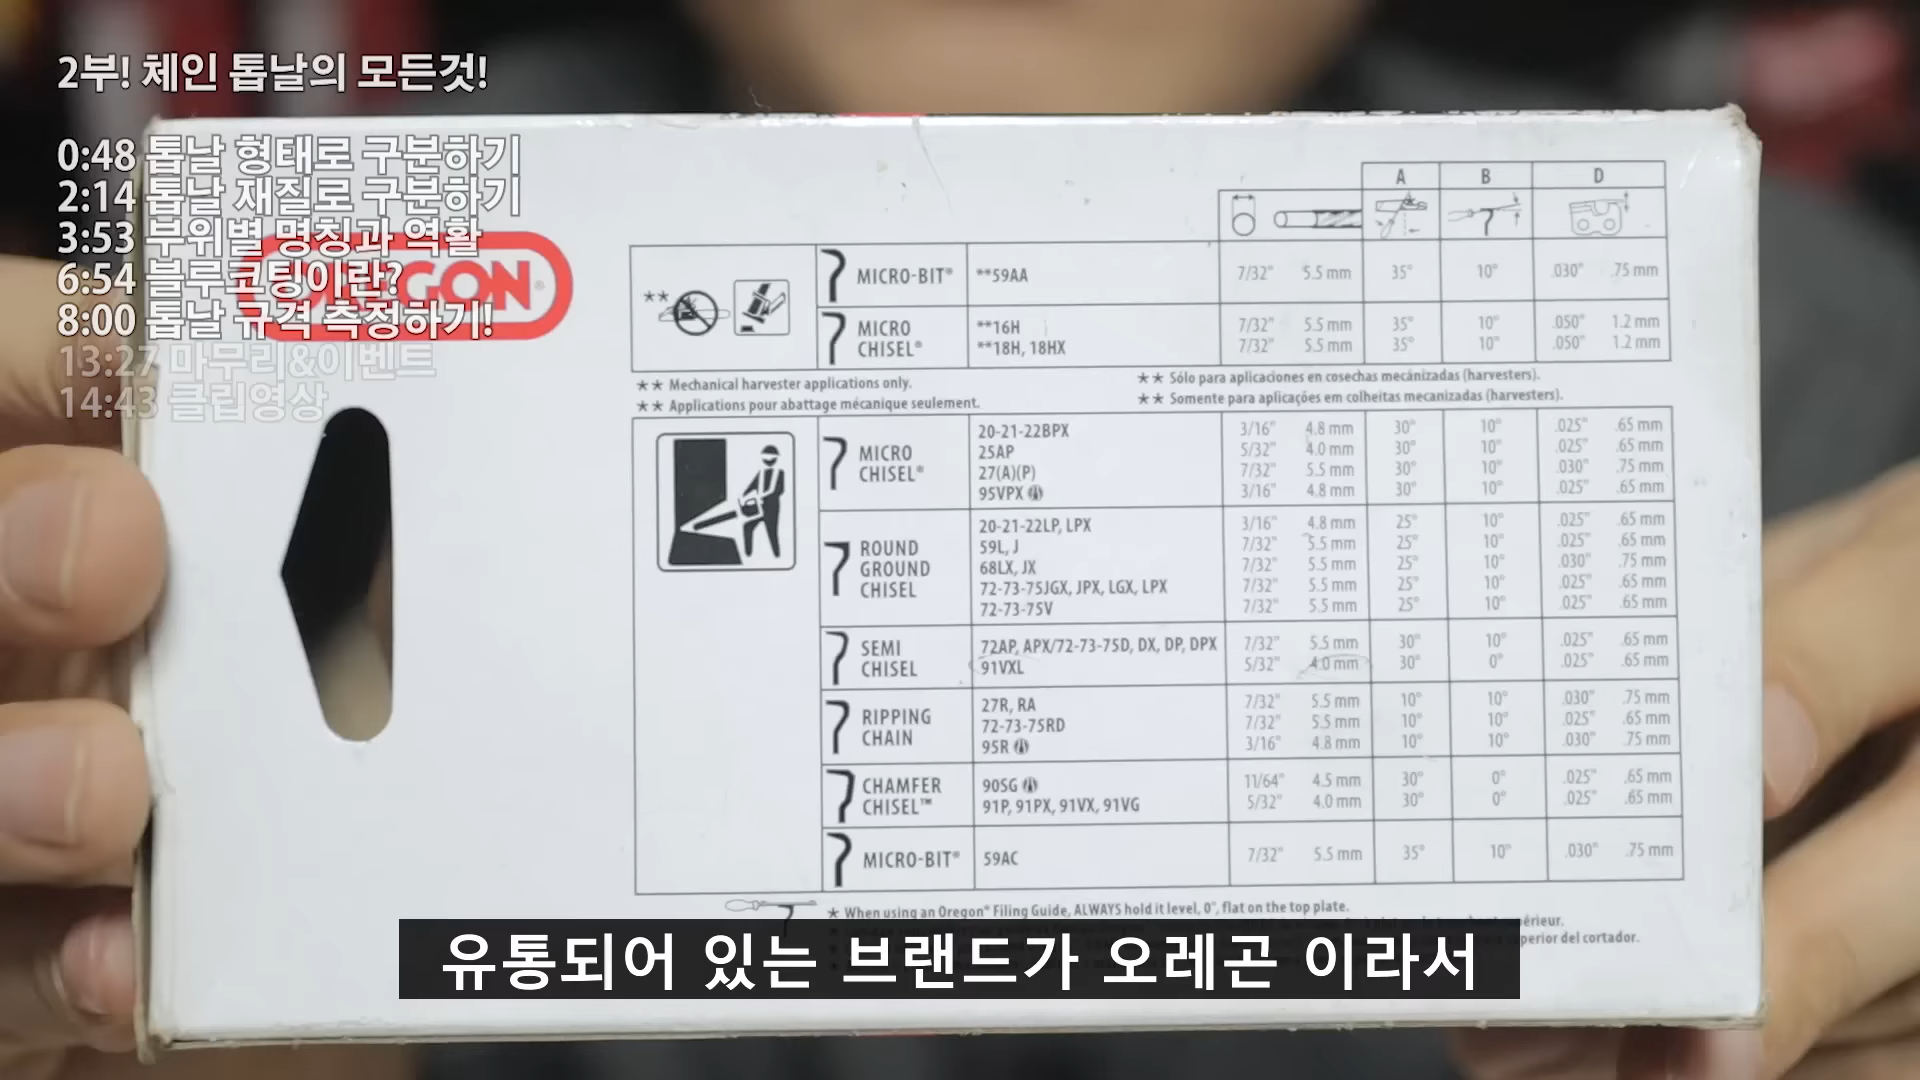 2부! 체인 톱날의 모든것!
0:48 톱날 형태로 구분하기
2:14 톱날 재질로 구분하기
3:53 부위별 명칭과 역활
6:54 블루코팅이란?
8:00 톱날 규격 측정하기!
13:27 마무리&이벤트
14:43 클립영상
OREGON®
A B D
MICRO-BIT® **59AA 7/32" 5.5 mm 35° 10° .030" .75 mm
**
MICRO CHISEL®
**16H 7/32" 5.5 mm 35° 10° .050" 1.2 mm
**18H, 18HX 7/32" 5.5 mm 35° 10° .050" 1.2 mm
★★ Mechanical harvester applications only.
★★ Applications pour abattage mécanique seulement.
★★ Sólo para aplicaciones en cosechas mecánizadas (harvesters).
★★ Somente para aplicações em colheitas mecanizadas (harvesters).
MICRO CHISEL®
20-21-22BPX 3/16" 4.8 mm 30° 10° .025" .65 mm
25AP 5/32" 4.0 mm 30° 10° .025" .65 mm
27(A)(P) 7/32" 5.5 mm 30° 10° .030" .75 mm
95VPX 3/16" 4.8 mm 30° 10° .025" .65 mm
ROUND GROUND CHISEL
20-21-22LP, LPX 3/16" 4.8 mm 25° 10° .025" .65 mm
59L, J 7/32" 5.5 mm 25° 10° .025" .65 mm
68LX, JX 7/32" 5.5 mm 25° 10° .030" .75 mm
72-73-75JGX, JPX, LGX, LPX 7/32" 5.5 mm 25° 10° .025" .65 mm
72-73-75V 7/32" 5.5 mm 25° 10° .025" .65 mm
SEMI CHISEL
72AP, APX/72-73-75D, DX, DP, DPX 7/32" 5.5 mm 30° 10° .025" .65 mm
91VXL 5/32" 4.0 mm 30° 0° .025" .65 mm
RIPPING CHAIN
27R, RA 7/32" 5.5 mm 10° 10° .030" .75 mm
72-73-75RD 7/32" 5.5 mm 10° 10° .025" .65 mm
95R 3/16" 4.8 mm 10° 10° .030" .75 mm
CHAMFER CHISEL™
90SG 11/64" 4.5 mm 30° 0° .025" .65 mm
91P, 91PX, 91VX, 91VG 5/32" 4.0 mm 30° 0° .025" .65 mm
MICRO-BIT® 59AC 7/32" 5.5 mm 35° 10° .030" .75 mm
★ When using an Oregon® Filing Guide, ALWAYS hold it level, 0°, flat on the top plate.
del cortador.
유통되어 있는 브랜드가 오레곤 이라서